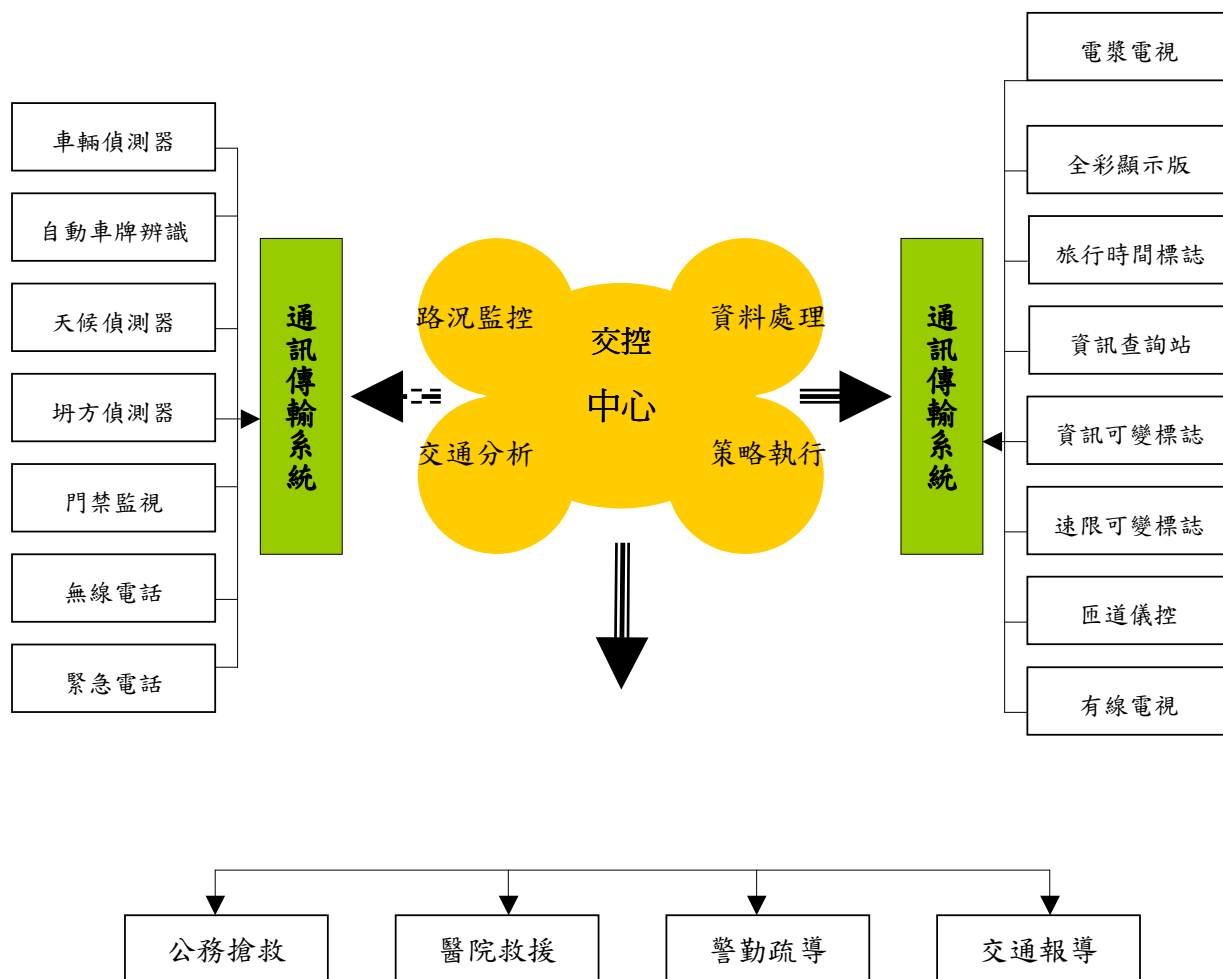 電漿電視
車輛偵測器
全彩顯示版
自動車牌辨識
旅行時間標誌
天候偵測器
資訊查詢站
坍方偵測器
資訊可變標誌
門禁監視
速限可變標誌
無線電話
匝道儀控
緊急電話
有線電視
通訊傳輸系統
路況監控
資料處理
交控
中心
交通分析
策略執行
通訊傳輸系統
公務搶救
醫院救援
警勤疏導
交通報導